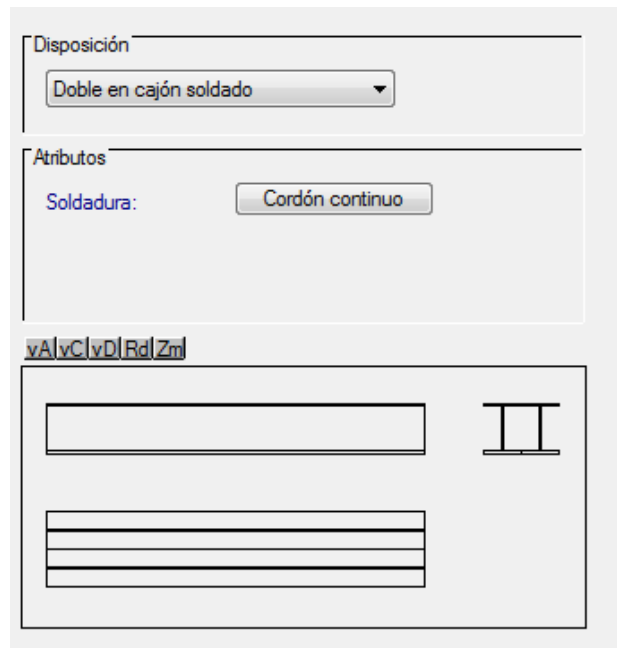 Disposición
Doble en cajón soldado
Atributos
Soldadura: Cordón continuo
vA vC vD Rd Zm